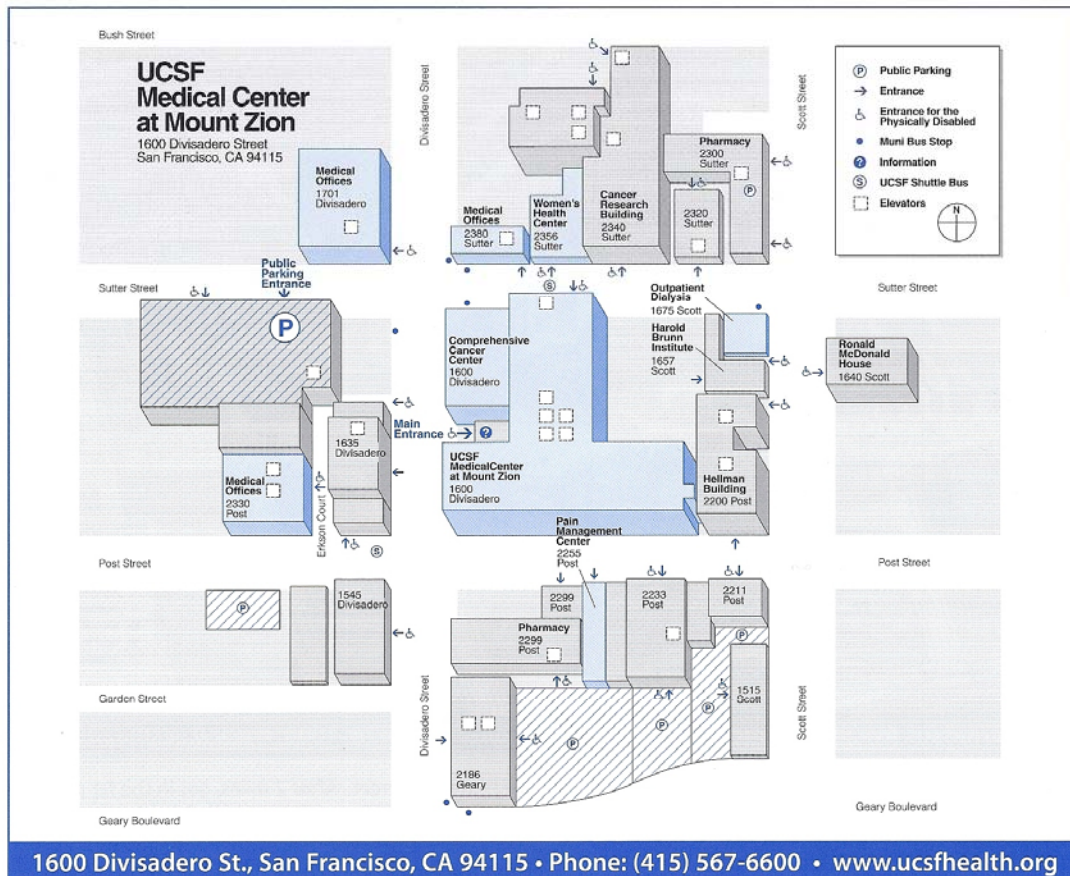 Bush Street
UCSF
Medical Center
at Mount Zion
1600 Divisadero Street
San Francisco, CA 94115
Medical
Offices
1701
Divisadero
Public
Parking
Entrance
Divisadero Street
Medical
Offices
2380
Sutter
Women's
Health
Center
2356
Sutter
Cancer
Research
Building
2340
Sutter
Pharmacy
2300
Sutter
P
2320
Sutter
Scott Street
P Public Parking
Entrance
Entrance for the
Physically Disabled
Muni Bus Stop
? Information
S UCSF Shuttle Bus
Elevators
N
Sutter Street
Sutter Street
P
S
Comprehensive
Cancer
Center
1600
Divisadero
Main
Entrance
?
UCSF
MedicalCenter
at Mount Zion
1600
Divisadero
Outpatient
Dialysis
1675 Scott
Harold
Brunn
Institute
1657
Scott
Ronald
McDonald
House
1640 Scott
1635
Divisadero
Medical
Offices
2330
Post
Erkson Court
S
Hellman
Building
2200 Post
Post Street
Post Street
Pain
Management
Center
2255
Post
P
1545
Divisadero
2299
Post
Pharmacy
2299
Post
2233
Post
2211
Post
P
Garden Street
Divisadero Street
2186
Geary
P
P
P
1515
Scott
Scott Street
Geary Boulevard
Geary Boulevard
1600 Divisadero St., San Francisco, CA 94115 • Phone: (415) 567-6600 • www.ucsfhealth.org